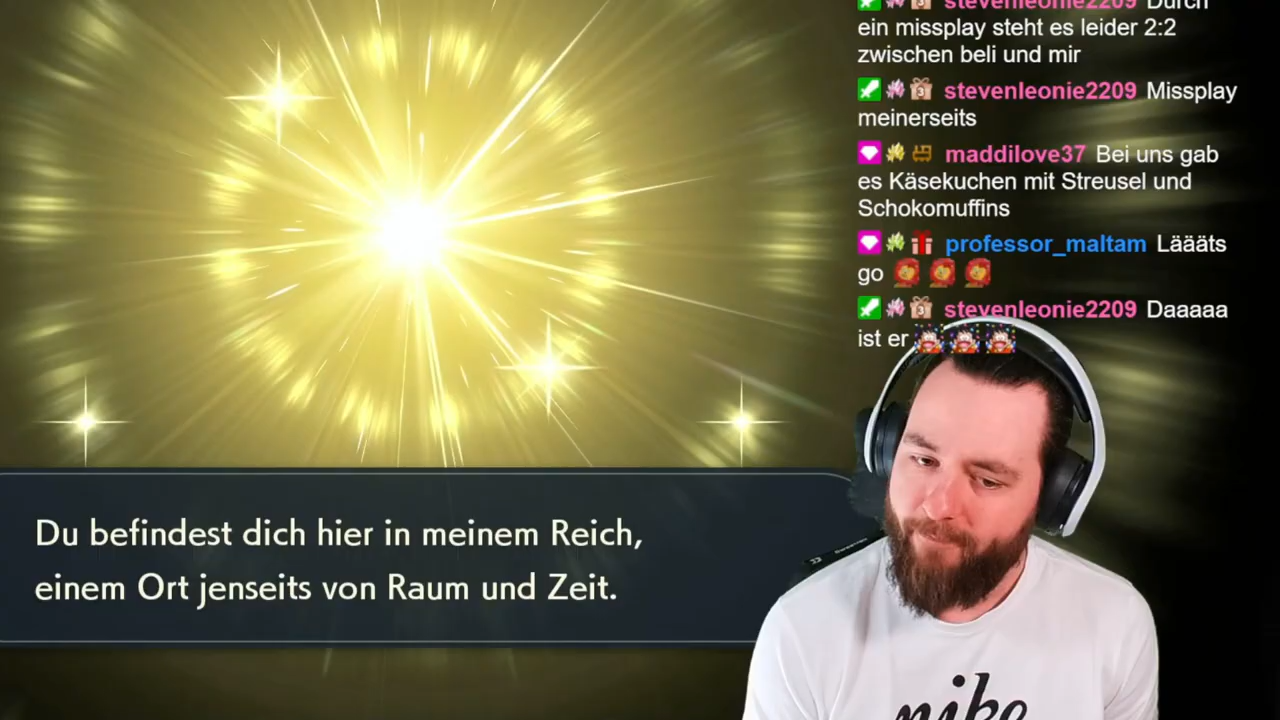 stevenleonie2209 Durch
ein missplay steht es leider 2:2
zwischen beli und mir
stevenleonie2209 Missplay
meinerseits
maddilove37 Bei uns gab
es Käsekuchen mit Streusel und
Schokomuffins
professor_maltam Läääts
go
stevenleonie2209 Daaaaa
ist er
Du befindest dich hier in meinem Reich,
einem Ort jenseits von Raum und Zeit.
nike